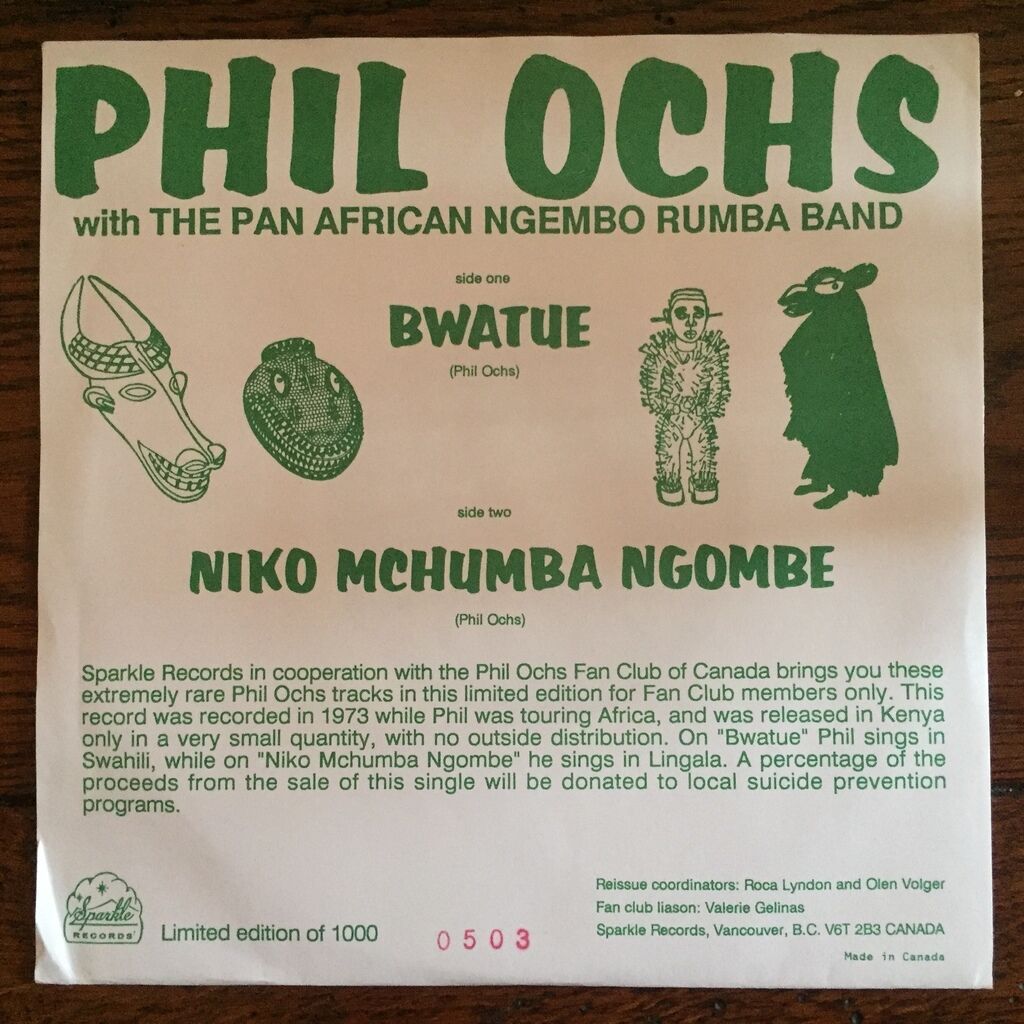 PHIL OCHS
with THE PAN AFRICAN NGEMBO RUMBA BAND
side one
BWATUE
(Phil Ochs)
side two
NIKO MCHUMBA NGOMBE
(Phil Ochs)
Sparkle Records in cooperation with the Phil Ochs Fan Club of Canada brings you these
extremely rare Phil Ochs tracks in this limited edition for Fan Club members only. This
record was recorded in 1973 while Phil was touring Africa, and was released in Kenya
only in a very small quantity, with no outside distribution. On "Bwatue" Phil sings in
Swahili, while on "Niko Mchumba Ngombe" he sings in Lingala. A percentage of the
proceeds from the sale of this single will be donated to local suicide prevention
programs.
Sparkle
RECORDS
Limited edition of 1000
0503
Reissue coordinators: Roca Lyndon and Olen Volger
Fan club liason: Valerie Gelinas
Sparkle Records, Vancouver, B.C. V6T 2B3 CANADA
Made in Canada